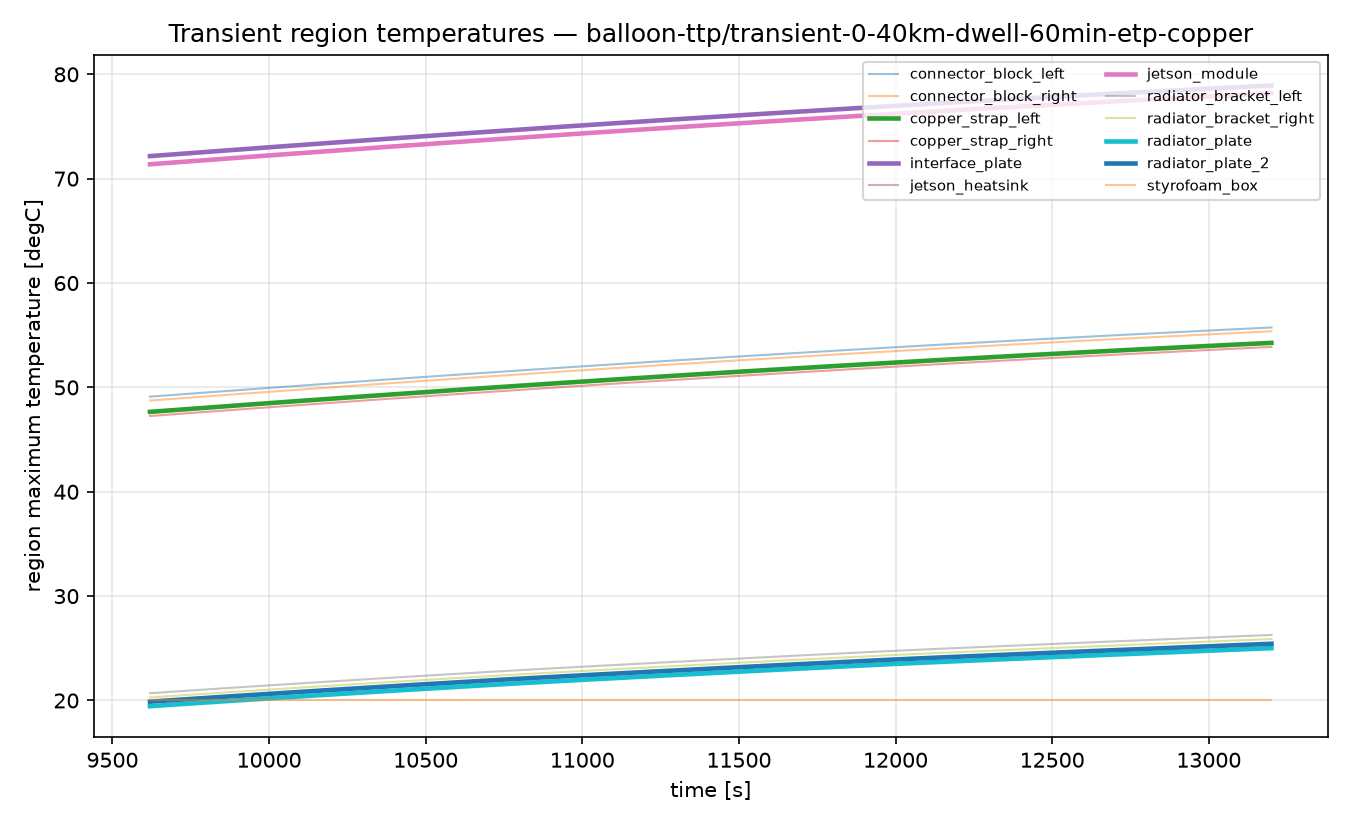 Transient region temperatures — balloon-ttp/transient-0-40km-dwell-60min-etp-copper
region maximum temperature [degC]
80
70
60
50
40
30
20
connector_block_left
connector_block_right
copper_strap_left
copper_strap_right
interface_plate
jetson_heatsink
jetson_module
radiator_bracket_left
radiator_bracket_right
radiator_plate
radiator_plate_2
styrofoam_box
9500 10000 10500 11000 11500 12000 12500 13000
time [s]